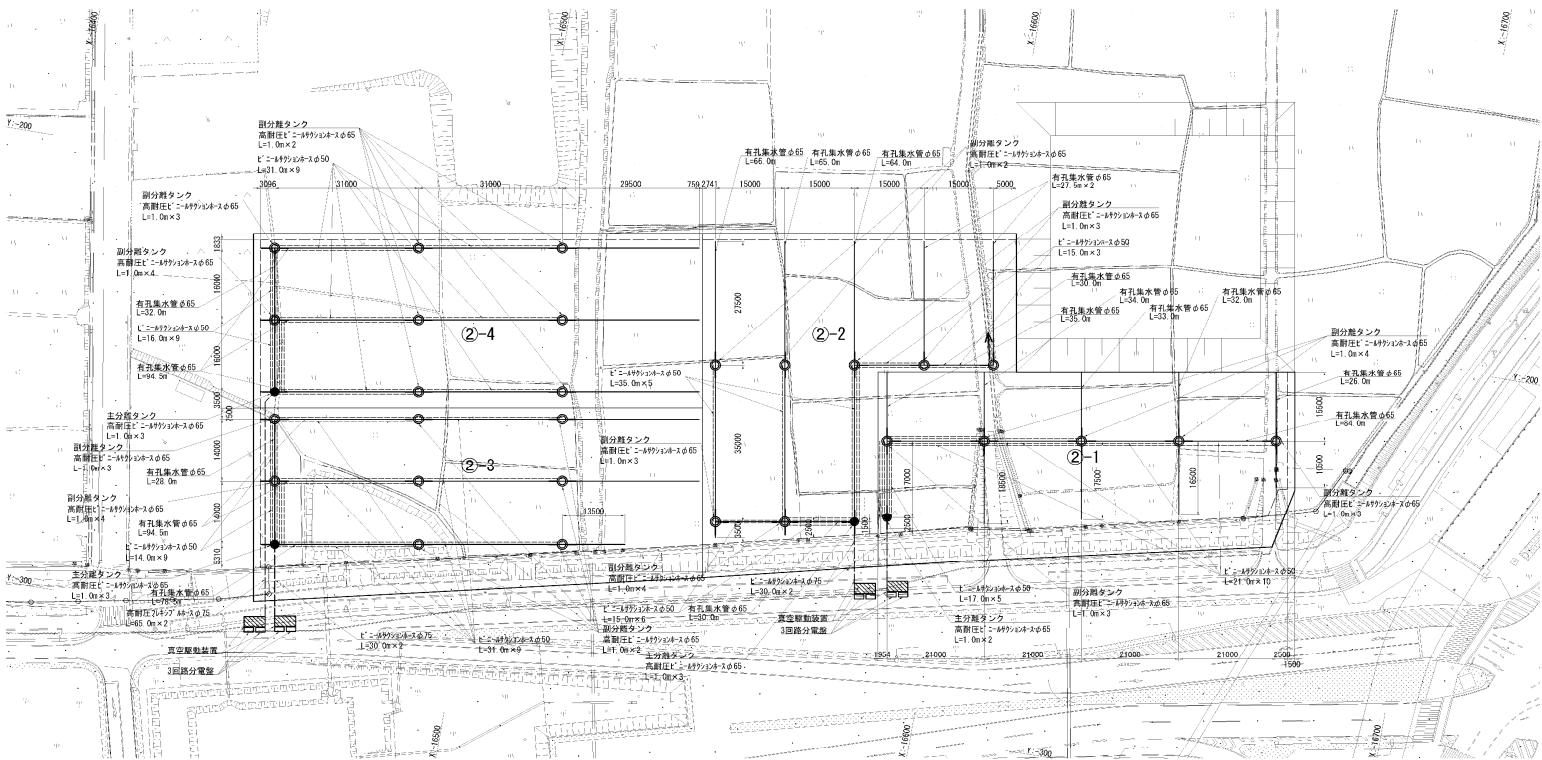 X:-16400
X:-16500
X:-16600
X:-16700
Y:-200
副分離タンク
高耐圧ビニールサクションホースφ65
L=1.0m×2
ビニールサクションホースφ50
L=31.0m×9
3096
31000
31000
29500
759
2741
15000
15000
15000
15000
5000
有孔集水管φ65
L=66.0m
有孔集水管φ65
L=65.0m
有孔集水管φ65
L=64.0m
副分離タンク
高耐圧ビニールサクションホースφ65
L=1.0m×2
有孔集水管φ65
L=27.5m×2
副分離タンク
高耐圧ビニールサクションホースφ65
L=1.0m×3
ビニールサクションホースφ50
L=15.0m×3
有孔集水管φ65
L=30.0m
有孔集水管φ65
L=34.0m
有孔集水管φ65
L=32.0m
有孔集水管φ65
L=35.0m
有孔集水管φ65
L=33.0m
副分離タンク
高耐圧ビニールサクションホースφ65
L=1.0m×4
有孔集水管φ65
L=26.0m
有孔集水管φ65
L=84.0m
Y:-200
副分離タンク
高耐圧ビニールサクションホースφ65
L=1.0m×3
副分離タンク
高耐圧ビニールサクションホースφ65
L=1.0m×4
有孔集水管φ65
L=32.0m
ビニールサクションホースφ50
L=16.0m×9
有孔集水管φ65
L=94.5m
主分離タンク
高耐圧ビニールサクションホースφ65
L=1.0m×3
副分離タンク
高耐圧ビニールサクションホースφ65
L=1.0m×3
有孔集水管φ65
L=28.0m
副分離タンク
高耐圧ビニールサクションホースφ65
L=1.0m×4
有孔集水管φ65
L=94.5m
ビニールサクションホースφ50
L=14.0m×9
主分離タンク
高耐圧ビニールサクションホースφ65
L=1.0m×3
有孔集水管φ65
L=78.5m
高耐圧フレキシブルホースφ75
L=65.0m×2
1833
16000
16000
3500
7500
14000
14000
5310
②-4
②-3
②-2
②-1
13500
27500
35000
3500
2500
1500
7000
2500
18500
17500
16500
15500
10500
ビニールサクションホースφ50
L=35.0m×5
副分離タンク
高耐圧ビニールサクションホースφ65
L=1.0m×3
副分離タンク
高耐圧ビニールサクションホースφ65
L=1.0m×3
副分離タンク
高耐圧ビニールサクションホースφ65
L=1.0m×4
ビニールサクションホースφ75
L=30.0m×2
ビニールサクションホースφ50
L=15.0m×6
有孔集水管φ65
L=30.0m
副分離タンク
高耐圧ビニールサクションホースφ65
L=1.0m×2
主分離タンク
高耐圧ビニールサクションホースφ65
L=1.0m×3
真空駆動装置
3回路分電盤
ビニールサクションホースφ50
L=17.0m×5
主分離タンク
高耐圧ビニールサクションホースφ65
L=1.0m×2
副分離タンク
高耐圧ビニールサクションホースφ65
L=1.0m×3
ビニールサクションホースφ50
L=21.0m×10
Y:-300
真空駆動装置
3回路分電盤
ビニールサクションホースφ75
L=30.0m×2
ビニールサクションホースφ50
L=31.0m×9
1954
21000
21000
21000
21000
2500
1500
X:-16500
X:-16600
X:-16700
Y:-300